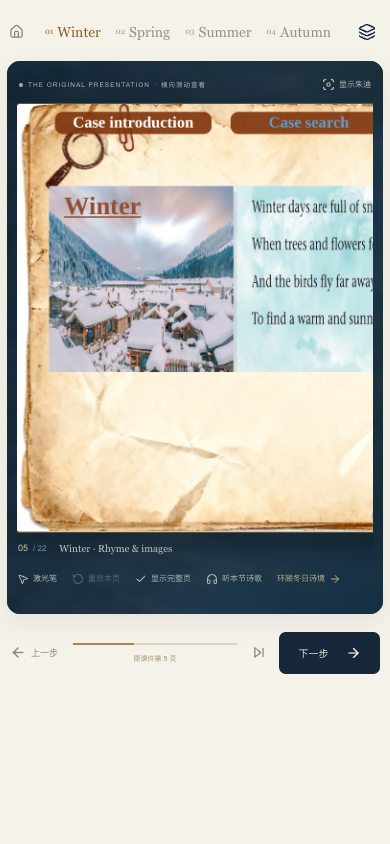 01 Winter 02 Spring 03 Summer 04 Autumn
THE ORIGINAL PRESENTATION · 横向滑动查看
显示朱迪
Case introduction
Case search
Winter
Winter days are full of sn
When trees and flowers f
And the birds fly far away
To find a warm and sunn
05 / 22 Winter · Rhyme & images
激光笔 重放本页 显示完整页 听本节诗歌 环顾冬日诗境
上一步
原课件第 5 页
下一步